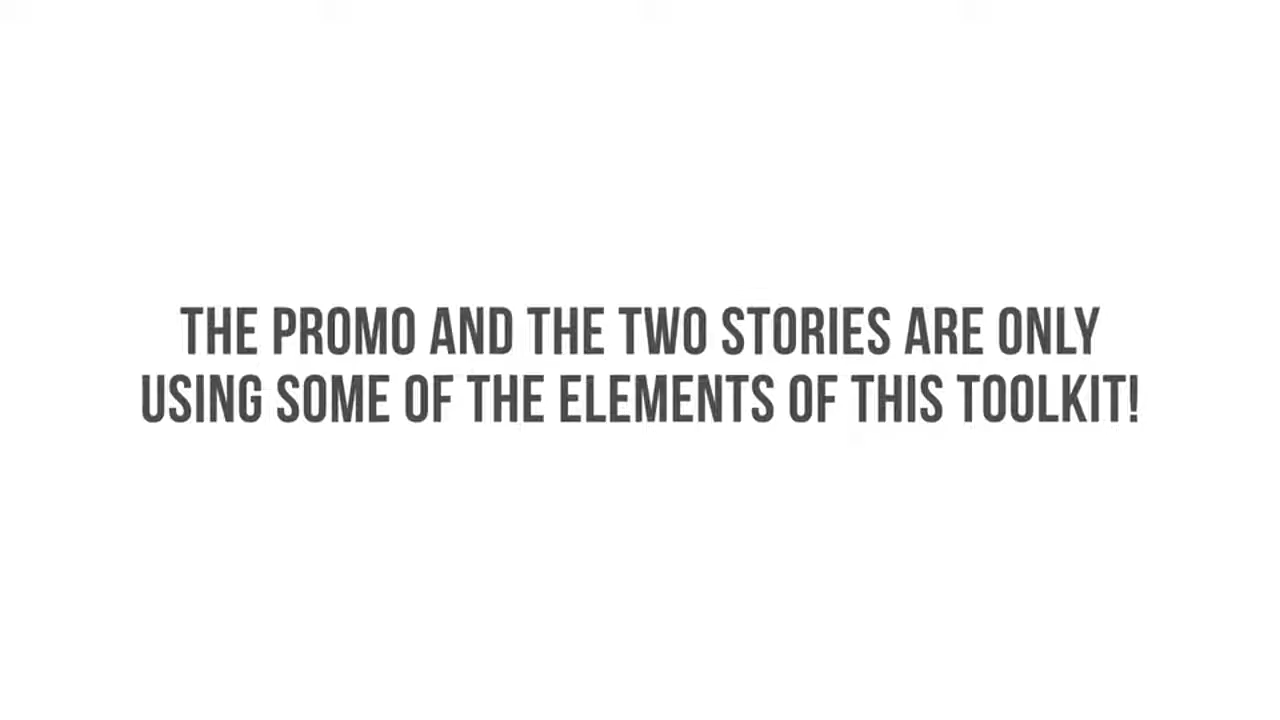 THE PROMO AND THE TWO STORIES ARE ONLY
USING SOME OF THE ELEMENTS OF THIS TOOLKIT!